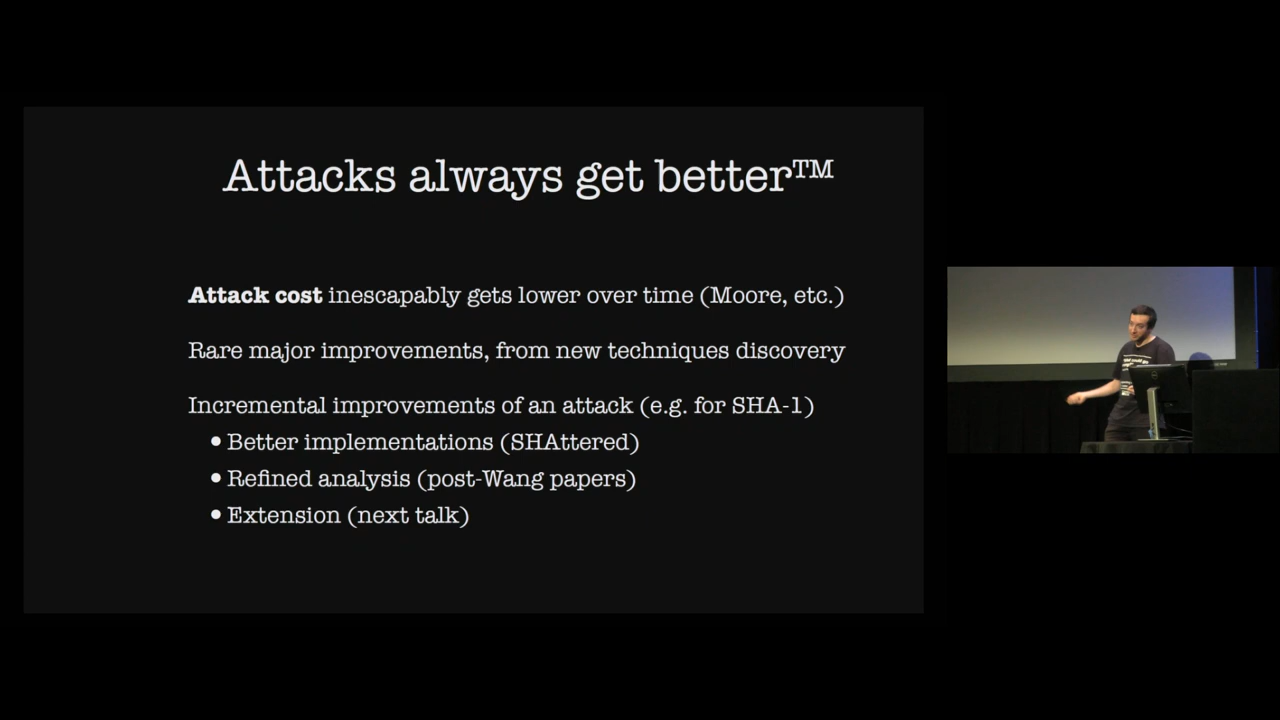 Attacks always get better™
Attack cost inescapably gets lower over time (Moore, etc.)
Rare major improvements, from new techniques discovery
Incremental improvements of an attack (e.g. for SHA-1)
• Better implementations (SHAttered)
• Refined analysis (post-Wang papers)
• Extension (next talk)